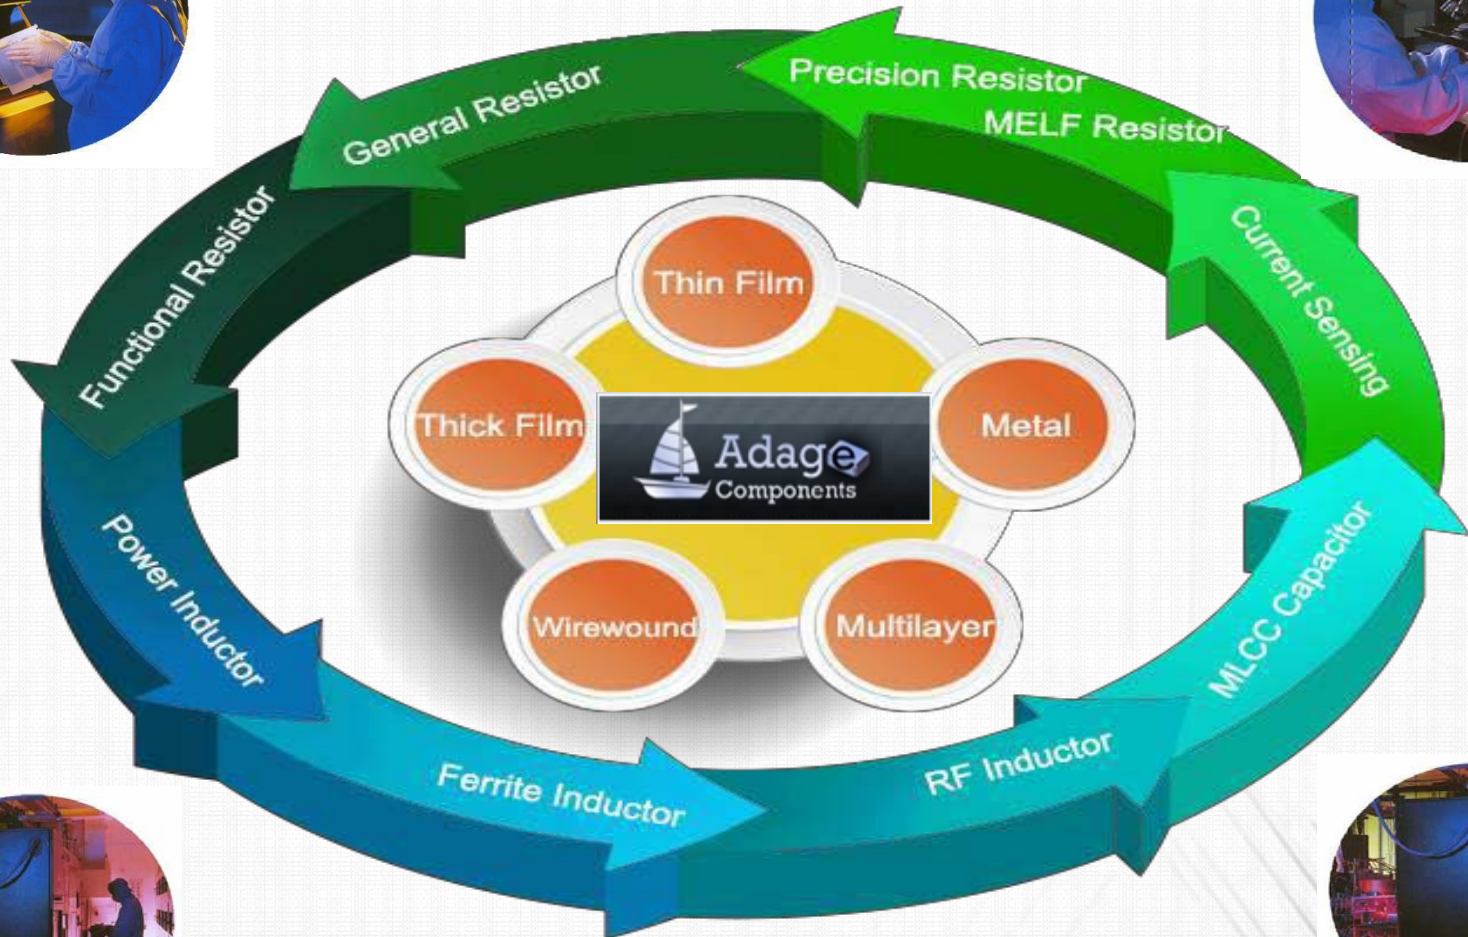 Precision Resistor
MELF Resistor
General Resistor
Current Sensing
Functional Resistor
Thin Film
Thick Film
Metal
Adage
Components
Power Inductor
MLCC Capacitor
Wirewound
Multilayer
Ferrite Inductor
RF Inductor